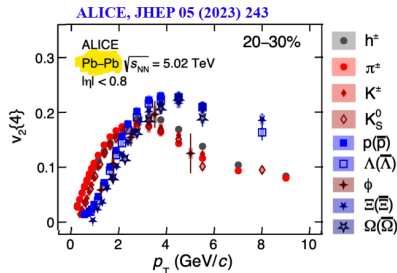 ALICE, JHEP 05 (2023) 243
ALICE
20–30%
Pb–Pb √sNN = 5.02 TeV
|η| < 0.8
v2{4}
0.3
0.2
0.1
0
0 2 4 6 8 10
pT (GeV/c)
h±
π±
K±
K0S
p(p̅)
Λ(Λ̅)
ϕ
Ξ(Ξ̅)
Ω(Ω̅)